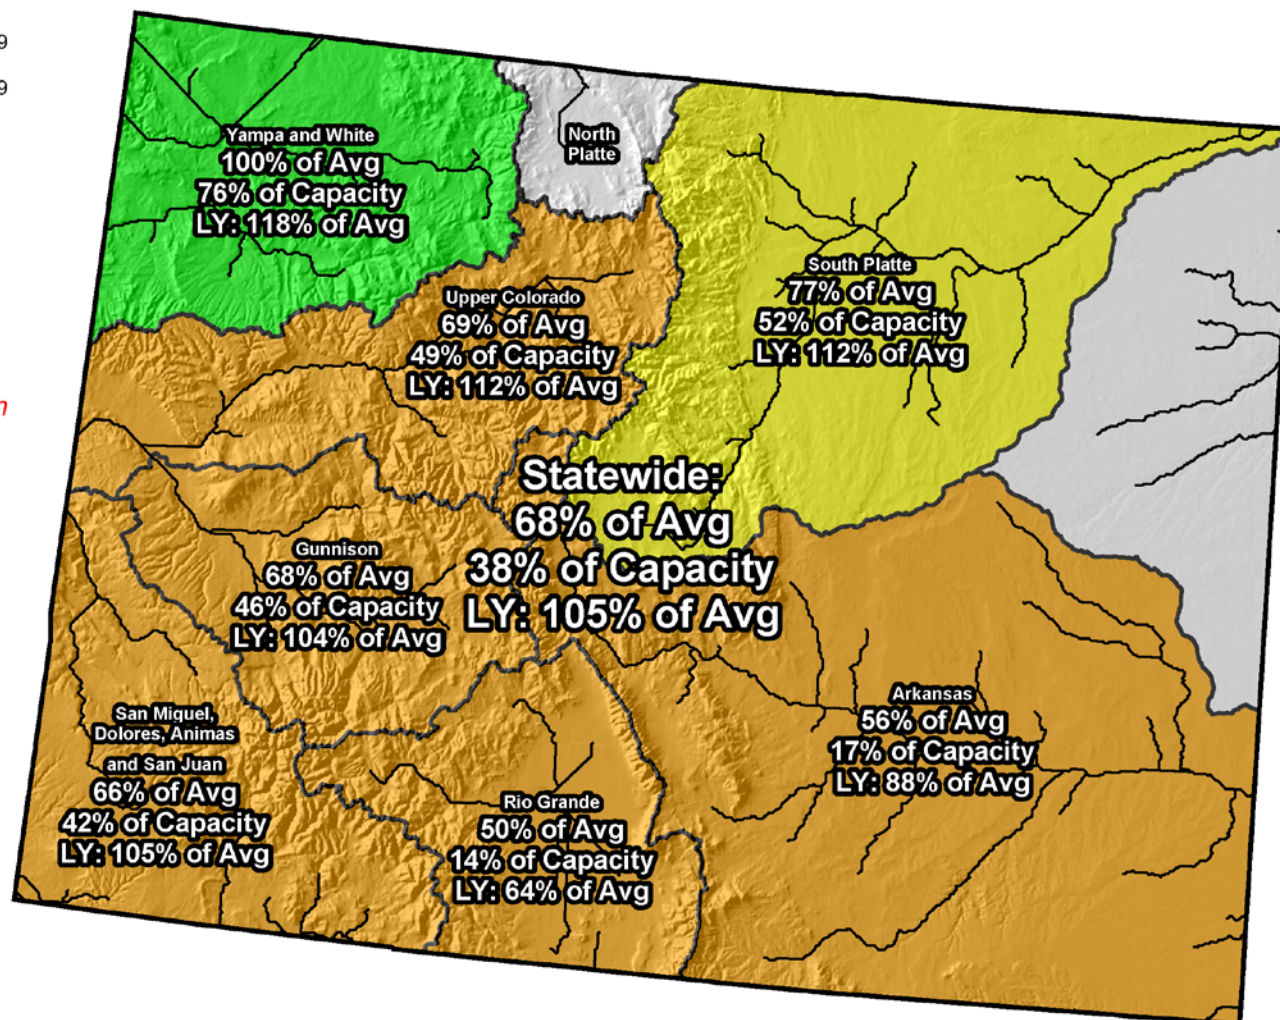 9
9
n
Yampa and White
100% of Avg
76% of Capacity
LY: 118% of Avg
North
Platte
South Platte
77% of Avg
52% of Capacity
LY: 112% of Avg
Upper Colorado
69% of Avg
49% of Capacity
LY: 112% of Avg
Statewide:
68% of Avg
38% of Capacity
LY: 105% of Avg
Gunnison
68% of Avg
46% of Capacity
LY: 104% of Avg
San Miguel,
Dolores, Animas
and San Juan
66% of Avg
42% of Capacity
LY: 105% of Avg
Rio Grande
50% of Avg
14% of Capacity
LY: 64% of Avg
Arkansas
56% of Avg
17% of Capacity
LY: 88% of Avg